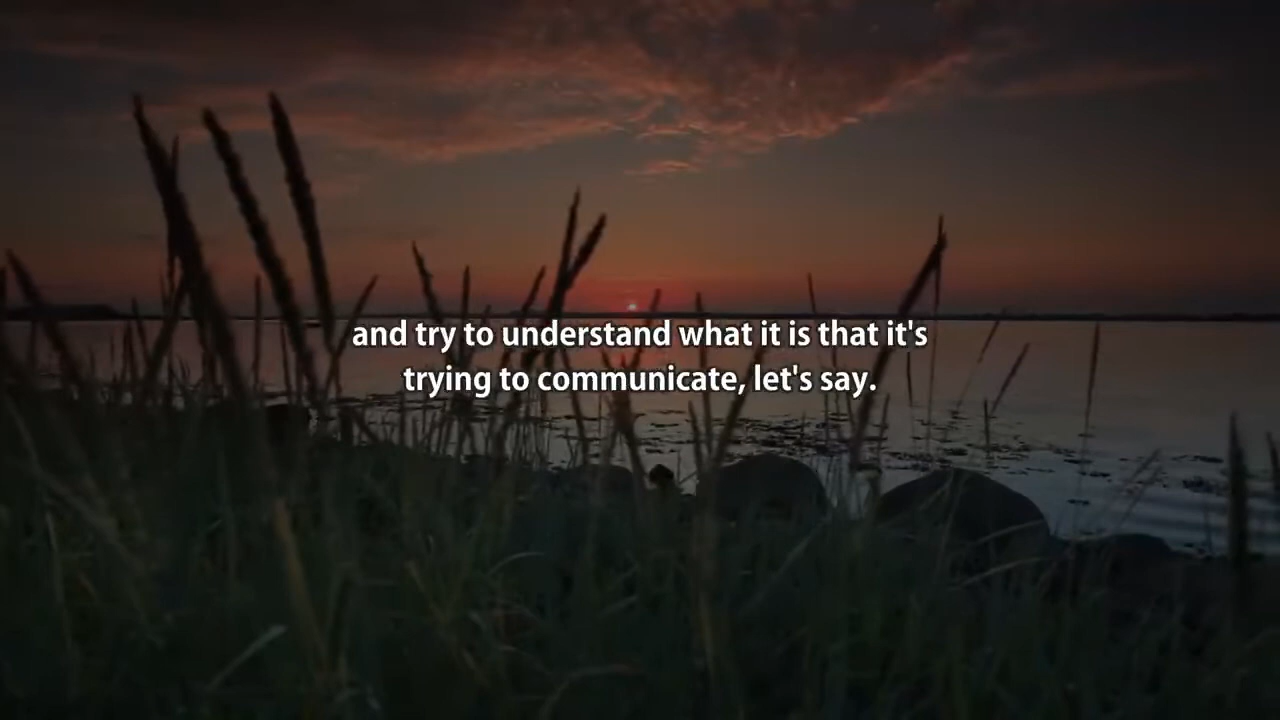 and try to understand what it is that it's
trying to communicate, let's say.